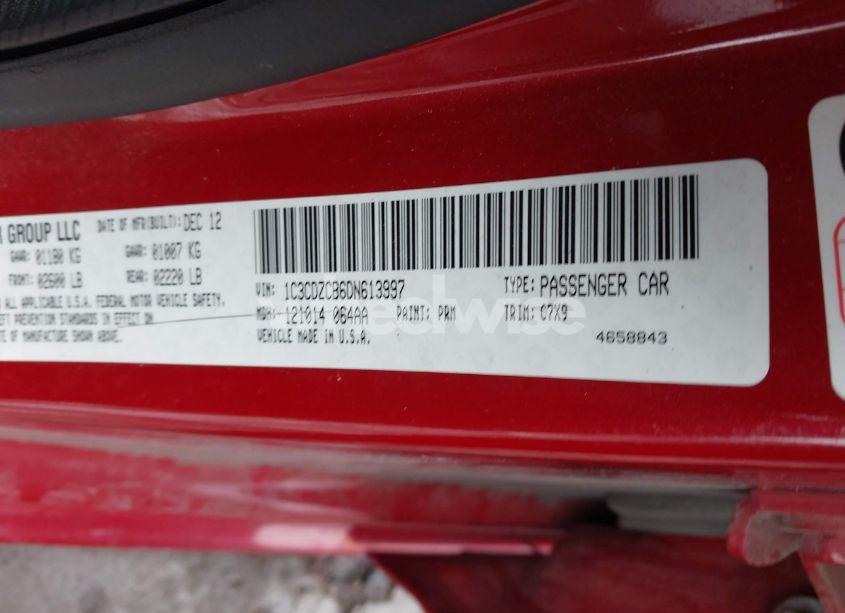 GROUP LLC DATE OF MFR(BUILT): DEC 12
GAWR: 01180 KG GAWR: 01007 KG
FRONT: 02600 LB REAR: 02220 LB
ALL APPLICABLE U.S.A. FEDERAL MOTOR VEHICLE SAFETY,
PREVENTION STANDARDS IN EFFECT ON
DATE OF MANUFACTURE SHOWN ABOVE.
VIN: 1C3CDZCB6DN613997 TYPE: PASSENGER CAR
MDH: 121014 064AA PAINT: PRM TRIM: C7X9
VEHICLE MADE IN U.S.A. 4658843